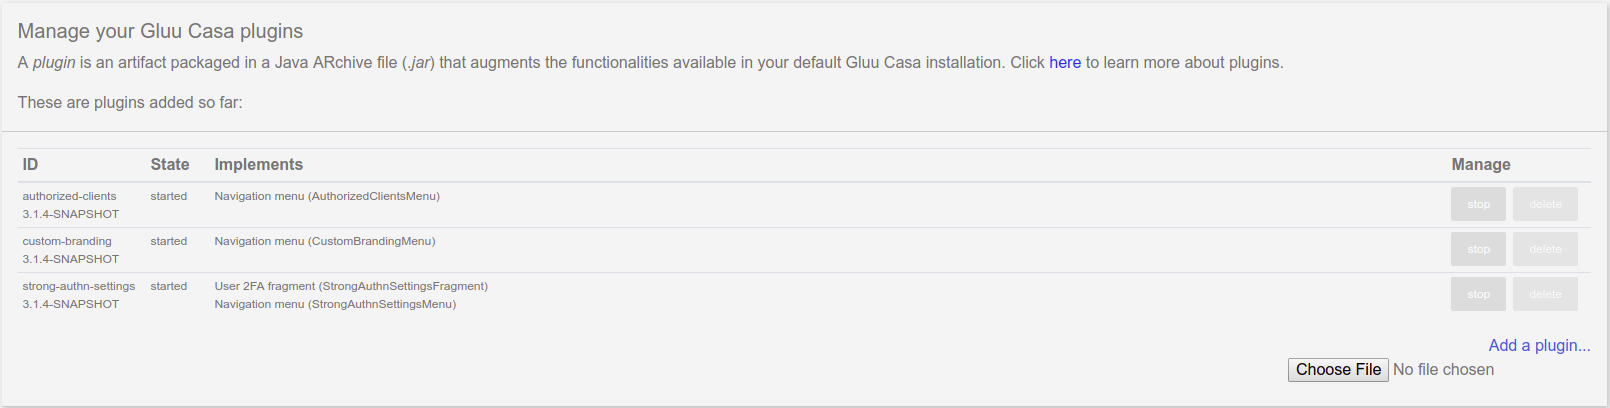 Manage your Gluu Casa plugins
A plugin is an artifact packaged in a Java ARchive file (.jar) that augments the functionalities available in your default Gluu Casa installation. Click here to learn more about plugins.
These are plugins added so far:
ID State Implements Manage
authorized-clients started Navigation menu (AuthorizedClientsMenu) stop delete
3.1.4-SNAPSHOT
custom-branding started Navigation menu (CustomBrandingMenu) stop delete
3.1.4-SNAPSHOT
strong-authn-settings started User 2FA fragment (StrongAuthnSettingsFragment) stop delete
3.1.4-SNAPSHOT Navigation menu (StrongAuthnSettingsMenu)
Add a plugin...
Choose File No file chosen